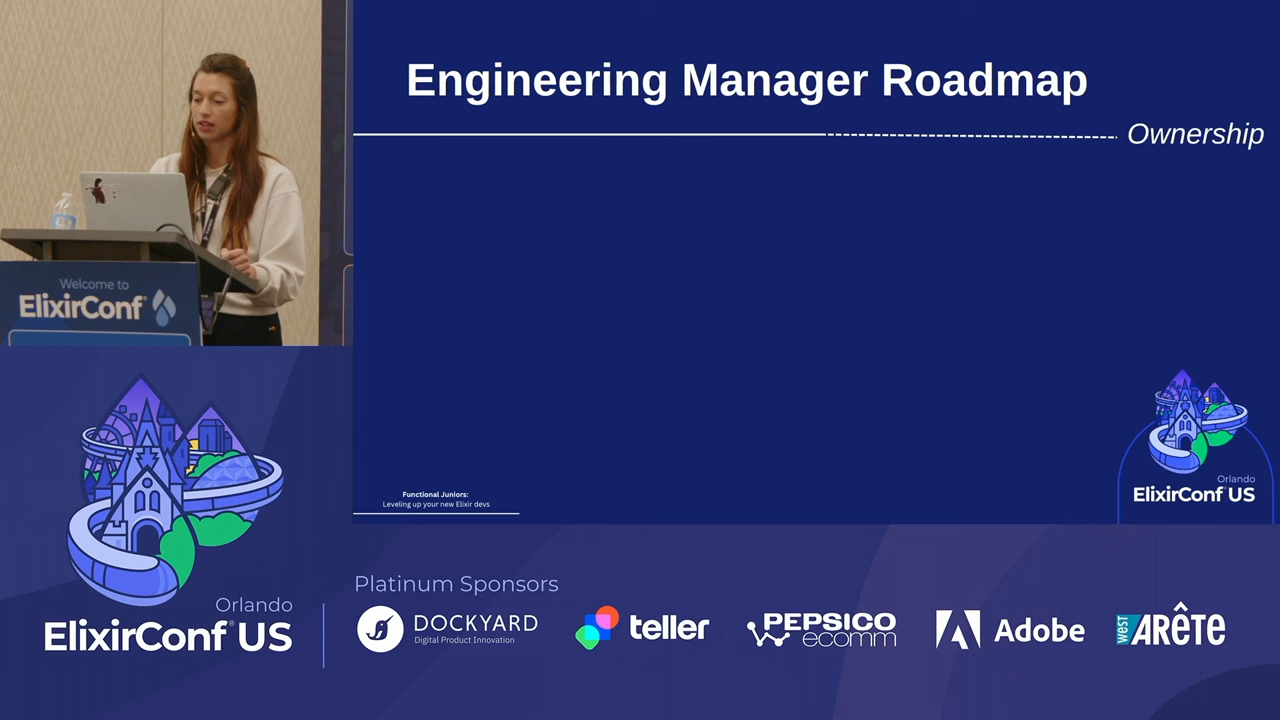 Engineering Manager Roadmap
Ownership
Welcome to
ElixirConf
Functional Juniors:
Leveling up your new Elixir devs
Orlando
ElixirConf US
Orlando
ElixirConf® US
Platinum Sponsors
DOCKYARD
Digital Product Innovation
teller
PEPSICO
ecomm
Adobe
west
ARÊTE